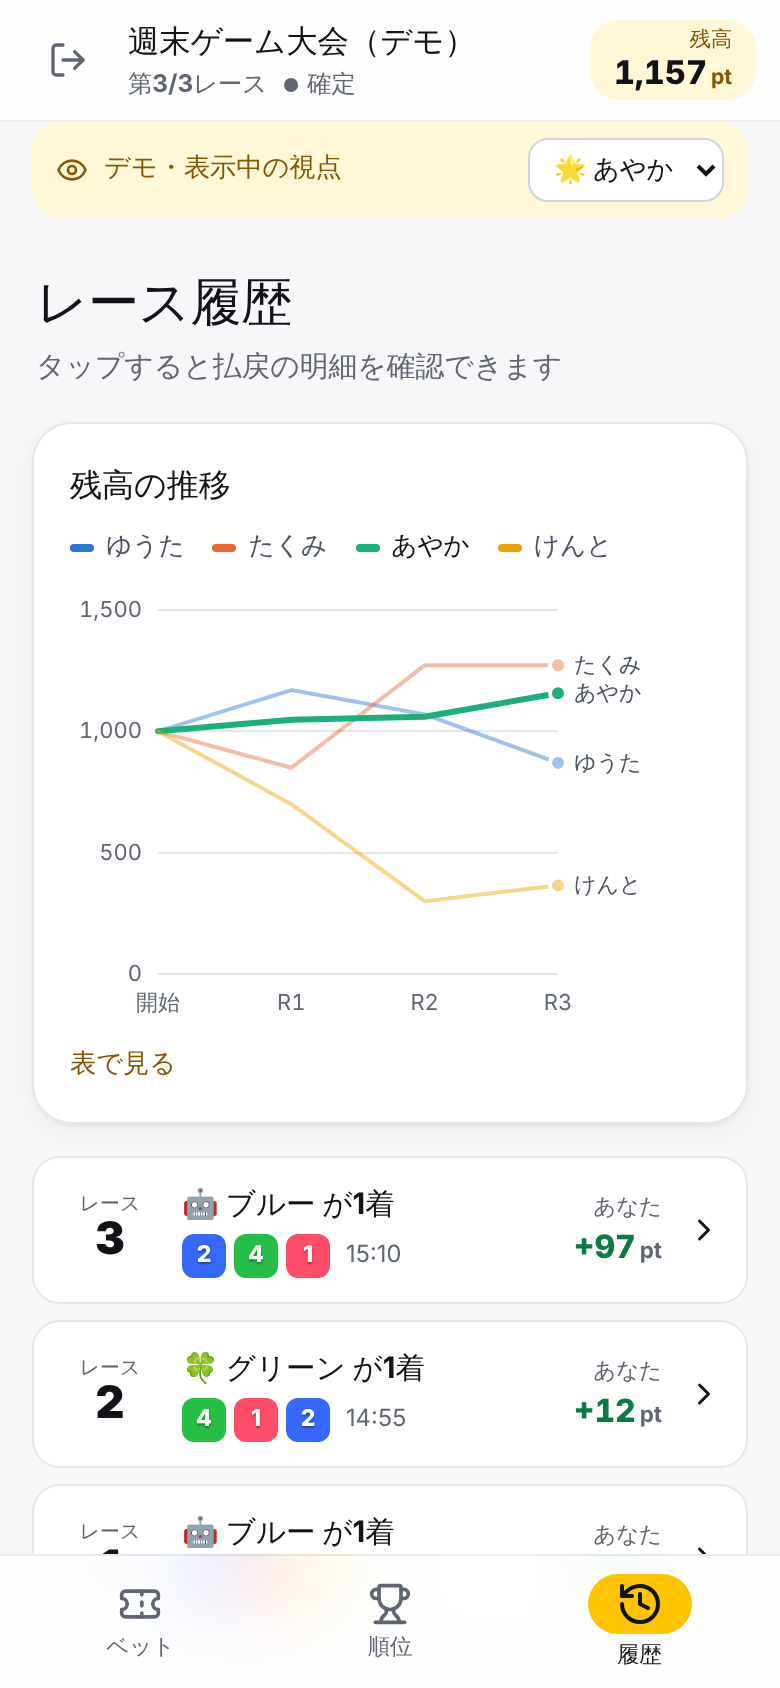 週末ゲーム大会（デモ）
第3/3レース ● 確定
残高
1,157 pt
デモ・表示中の視点
🌟 あやか
レース履歴
タップすると払戻の明細を確認できます
残高の推移
ゆうた たくみ あやか けんと
1,500
1,000
500
0
たくみ
あやか
ゆうた
けんと
開始 R1 R2 R3
表で見る
レース
3
🤖 ブルー が1着
2 4 1 15:10
あなた
+97 pt
レース
2
🍀 グリーン が1着
4 1 2 14:55
あなた
+12 pt
レース
🤖 ブルー が1着
あなた
ベット
順位
履歴